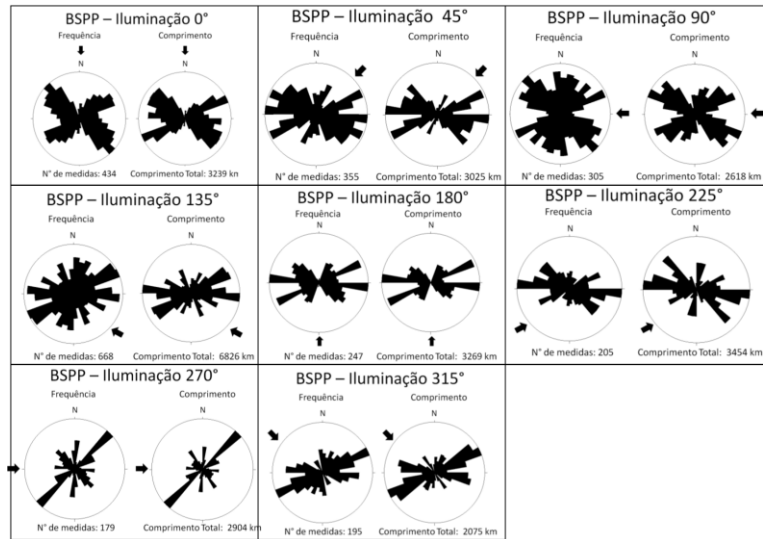 BSPP – Iluminação 0°
Frequência Comprimento
N N
N° de medidas: 434 Comprimento Total: 3239 kn
BSPP – Iluminação 45°
Frequência Comprimento
N N
N° de medidas: 355 Comprimento Total: 3025 km
BSPP – Iluminação 90°
Frequência Comprimento
N N
N° de medidas: 305 Comprimento Total: 2618 km
BSPP – Iluminação 135°
Frequência Comprimento
N N
N° de medidas: 668 Comprimento Total: 6826 km
BSPP – Iluminação 180°
Frequência Comprimento
N N
N° de medidas: 247 Comprimento Total: 3269 km
BSPP – Iluminação 225°
Frequência Comprimento
N N
N° de medidas: 205 Comprimento Total: 3454 km
BSPP – Iluminação 270°
Frequência Comprimento
N N
N° de medidas: 179 Comprimento Total: 2904 km
BSPP – Iluminação 315°
Frequência Comprimento
N N
N° de medidas: 195 Comprimento Total: 2075 km